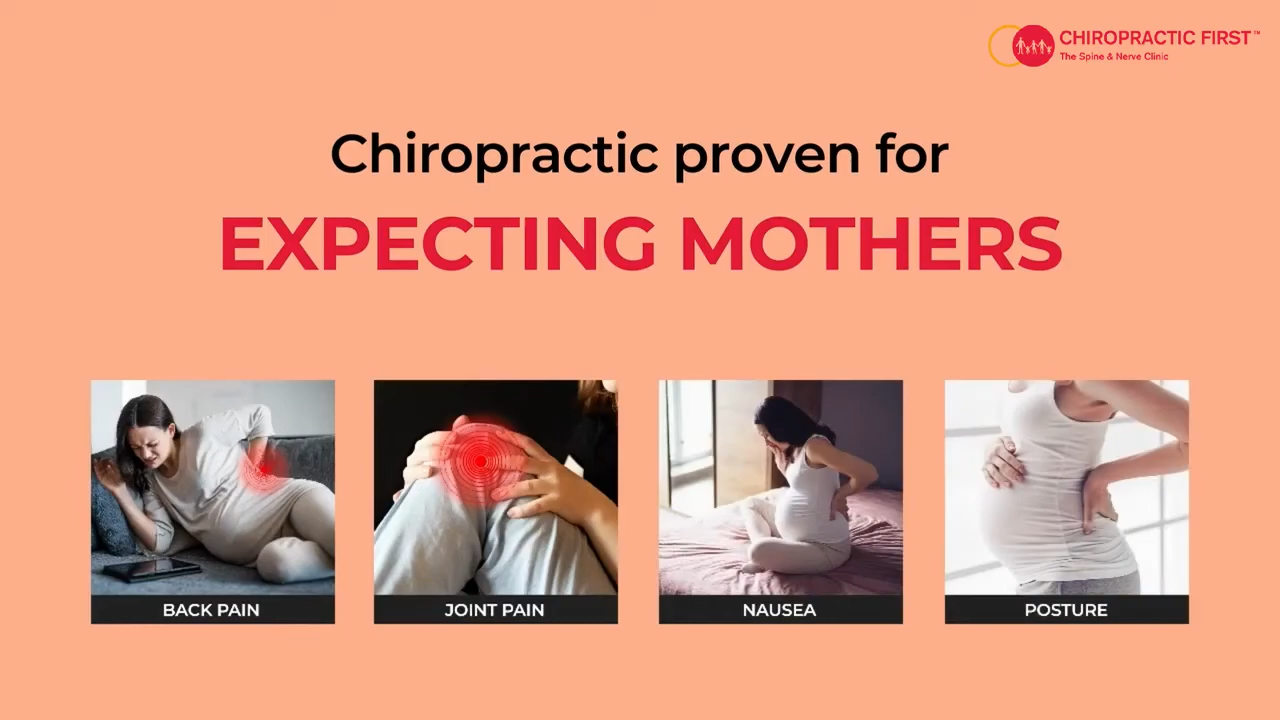 CHIROPRACTIC FIRST™
The Spine & Nerve Clinic
Chiropractic proven for
EXPECTING MOTHERS
BACK PAIN
JOINT PAIN
NAUSEA
POSTURE